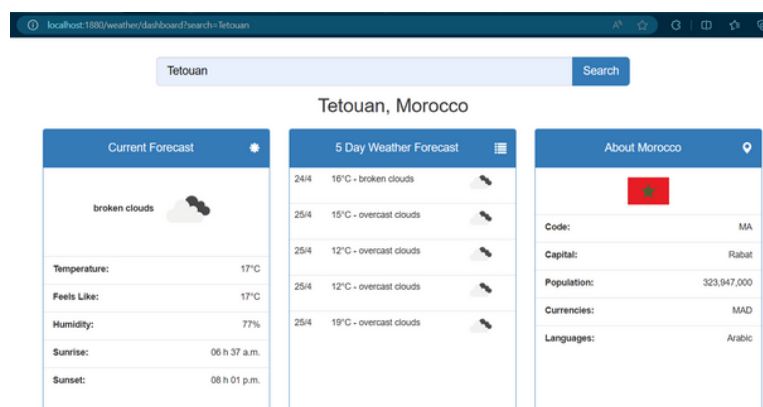 localhost:1880/weather/dashboard?search=Tetouan
Tetouan
Search
Tetouan, Morocco
Current Forecast
broken clouds
Temperature: 17°C
Feels Like: 17°C
Humidity: 77%
Sunrise: 06 h 37 a.m.
Sunset: 08 h 01 p.m.
5 Day Weather Forecast
24/4 16°C - broken clouds
25/4 15°C - overcast clouds
25/4 12°C - overcast clouds
25/4 12°C - overcast clouds
25/4 19°C - overcast clouds
About Morocco
Code: MA
Capital: Rabat
Population: 323,947,000
Currencies: MAD
Languages: Arabic